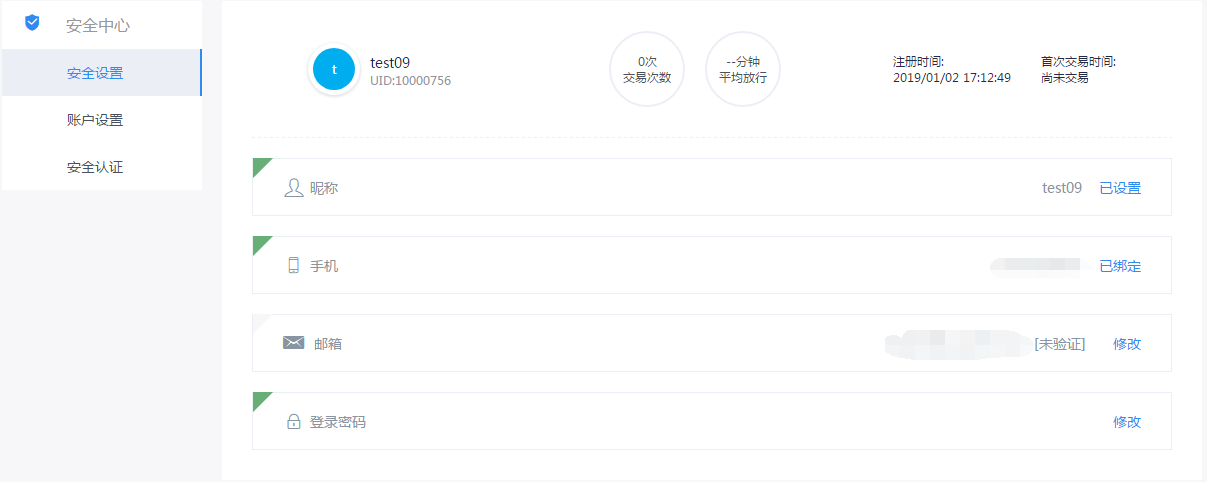 安全中心
安全设置
账户设置
安全认证
t
test09
UID:10000756
0次
交易次数
--分钟
平均放行
注册时间:
2019/01/02 17:12:49
首次交易时间:
尚未交易
昵称 test09 已设置
手机 已绑定
邮箱 [未验证] 修改
登录密码 修改